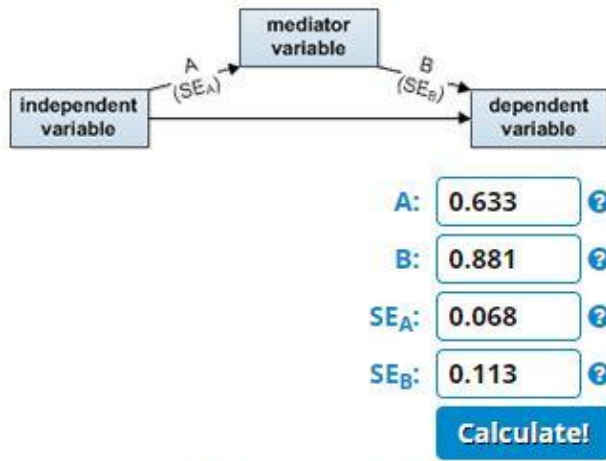 mediator
variable
A
(SEA)
B
(SEB)
independent
variable
dependent
variable
A: 0.633 ?
B: 0.881 ?
SEA: 0.068 ?
SEB: 0.113 ?
Calculate!